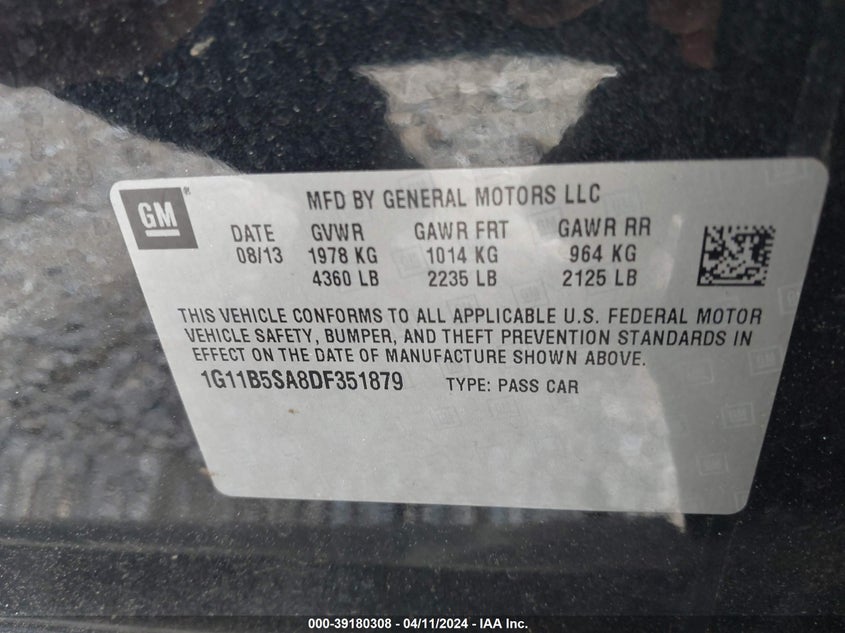 GM
MFD BY GENERAL MOTORS LLC
DATE GVWR GAWR FRT GAWR RR
08/13 1978 KG 1014 KG 964 KG
4360 LB 2235 LB 2125 LB
THIS VEHICLE CONFORMS TO ALL APPLICABLE U.S. FEDERAL MOTOR
VEHICLE SAFETY, BUMPER, AND THEFT PREVENTION STANDARDS IN
EFFECT ON THE DATE OF MANUFACTURE SHOWN ABOVE.
1G11B5SA8DF351879 TYPE: PASS CAR
000-39180308 - 04/11/2024 - IAA Inc.